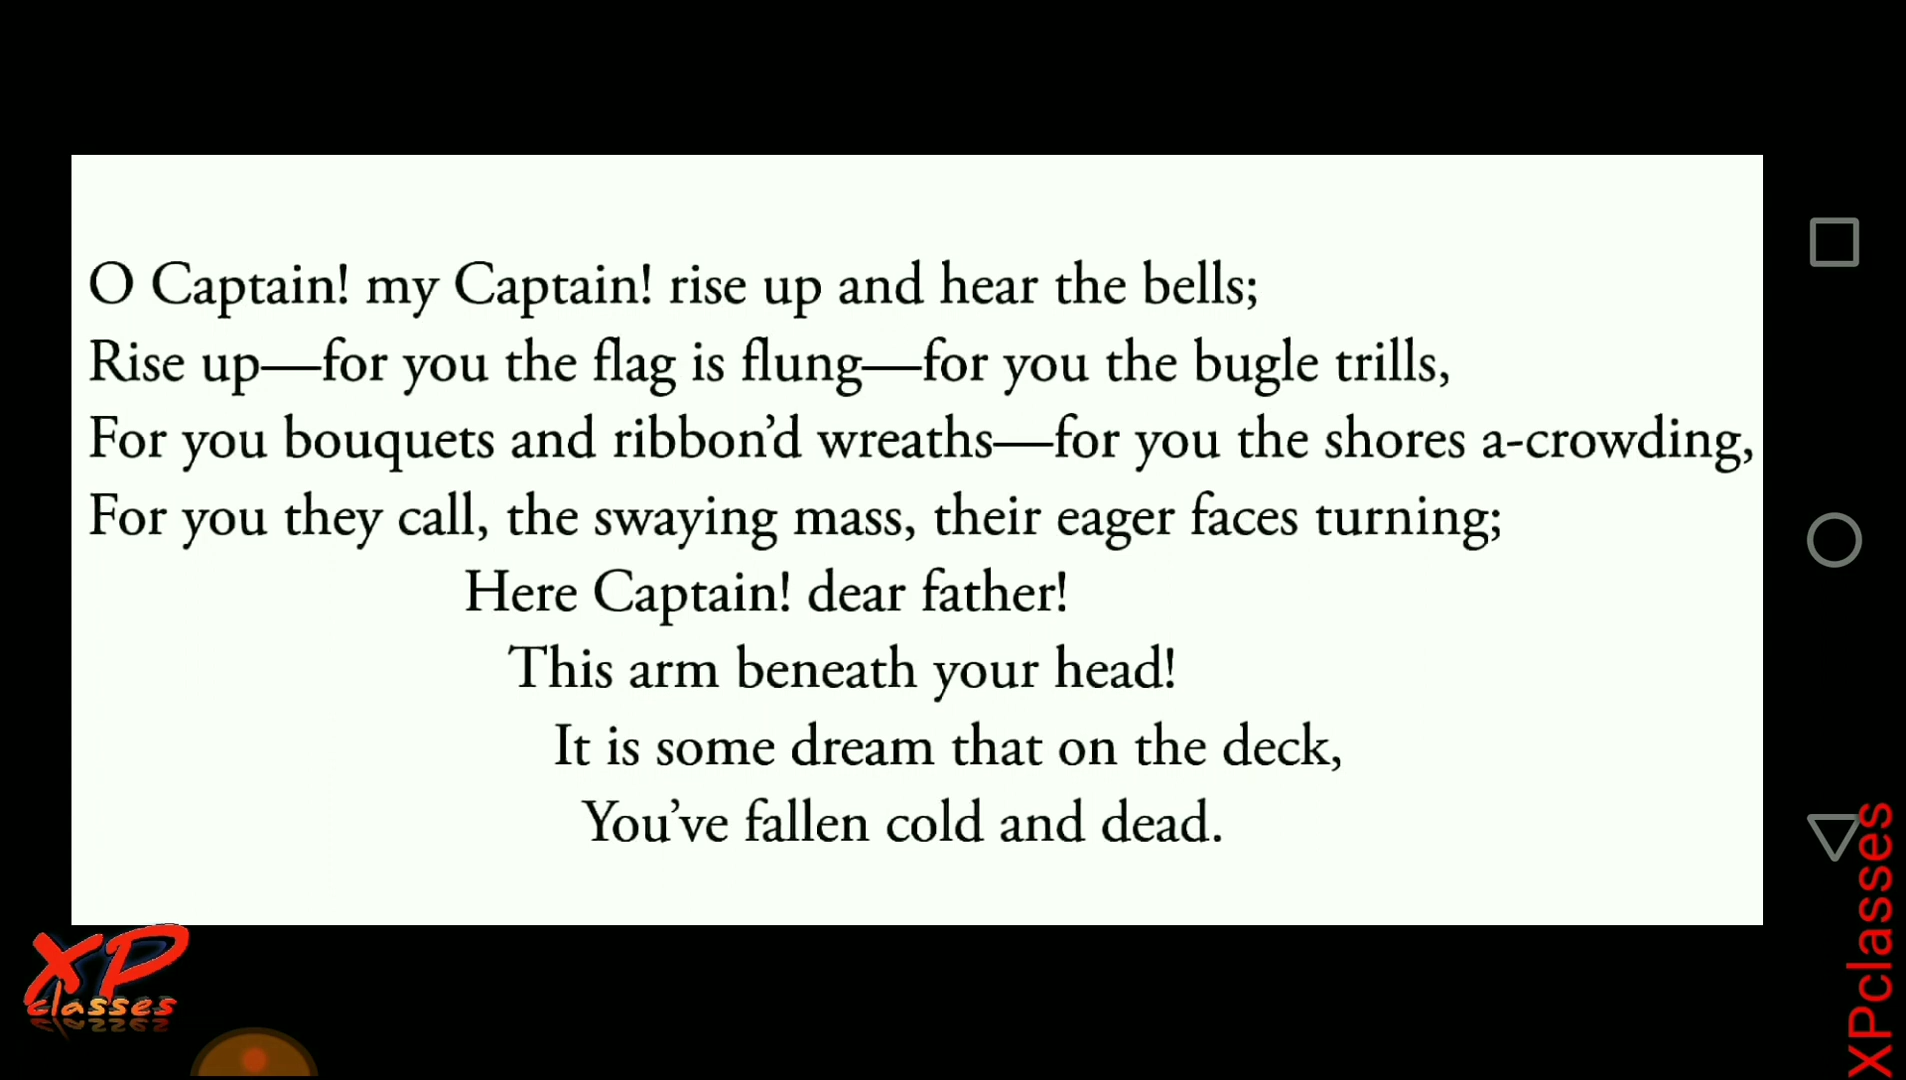 O Captain! my Captain! rise up and hear the bells;
Rise up—for you the flag is flung—for you the bugle trills,
For you bouquets and ribbon’d wreaths—for you the shores a-crowding,
For you they call, the swaying mass, their eager faces turning;
Here Captain! dear father!
This arm beneath your head!
It is some dream that on the deck,
You’ve fallen cold and dead.
XP
classes
XPclasses